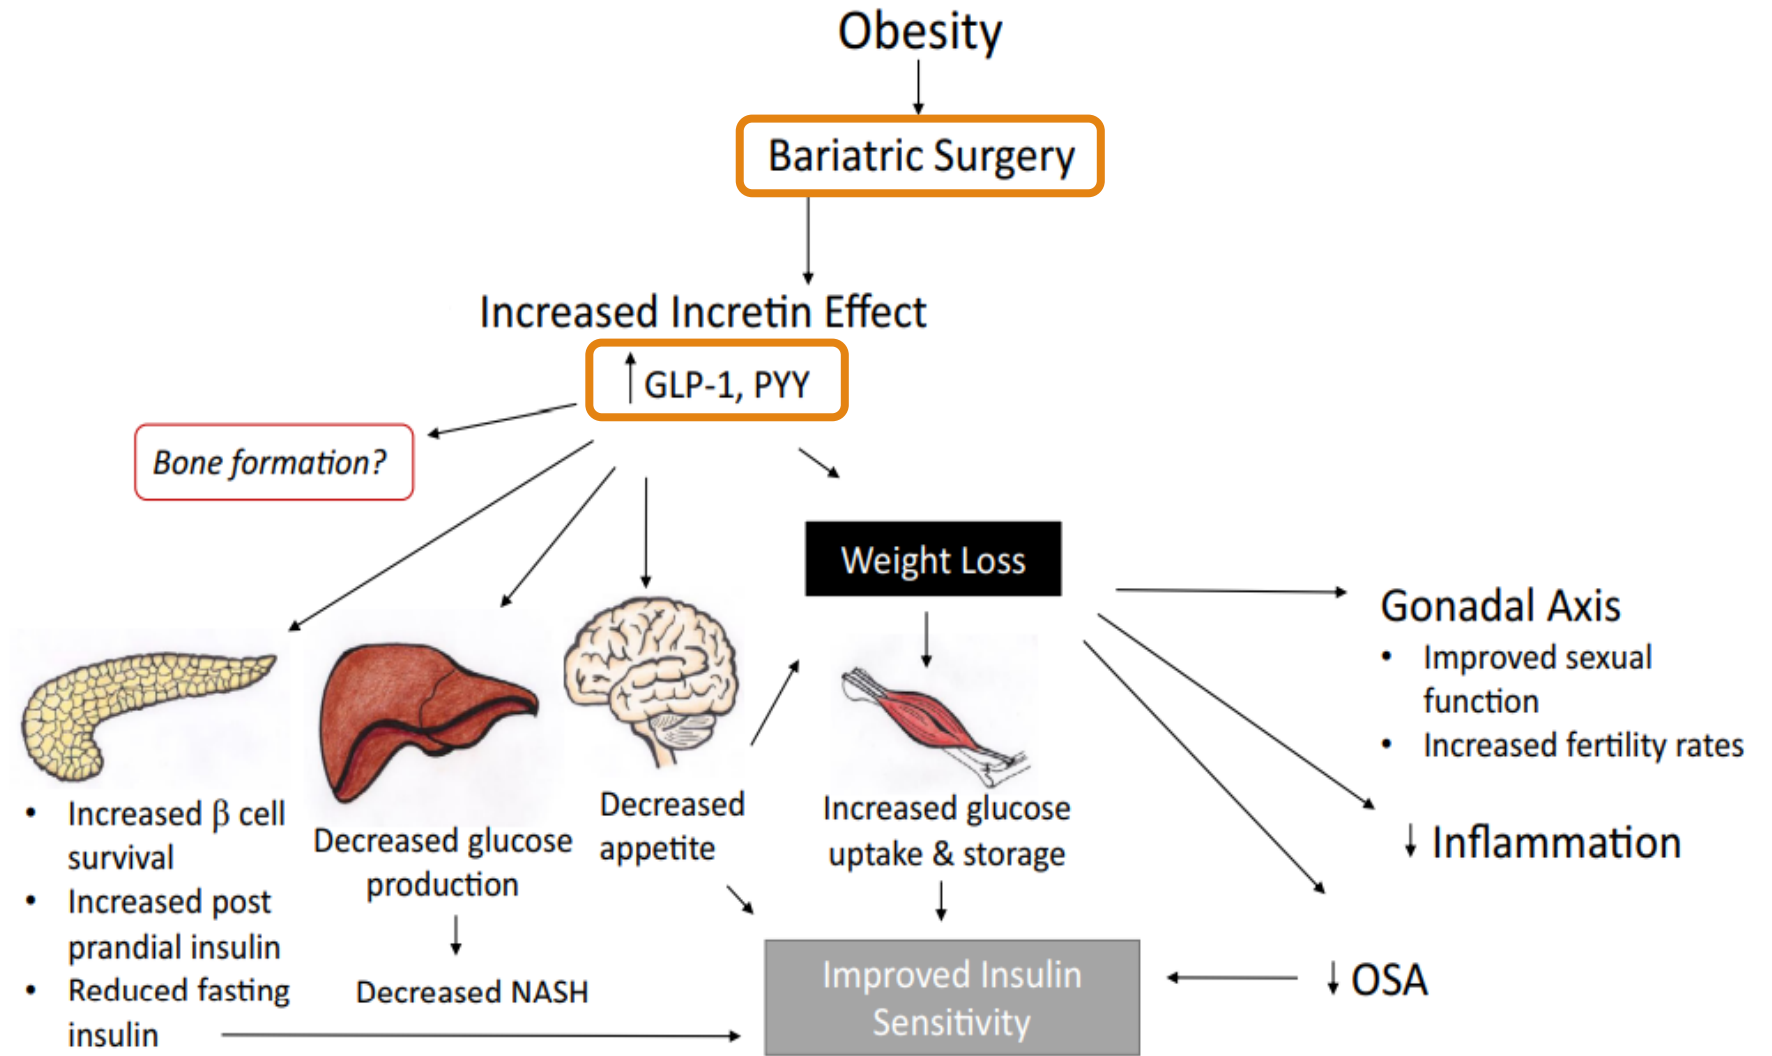 Obesity
Bariatric Surgery
Increased Incretin Effect
↑ GLP-1, PYY
Bone formation?
Weight Loss
Gonadal Axis
• Improved sexual
function
• Increased fertility rates
• Increased β cell
survival
• Increased post
prandial insulin
• Reduced fasting
insulin
Decreased glucose
production
Decreased NASH
Decreased
appetite
Increased glucose
uptake & storage
↓ Inflammation
↓ OSA
Improved Insulin
Sensitivity